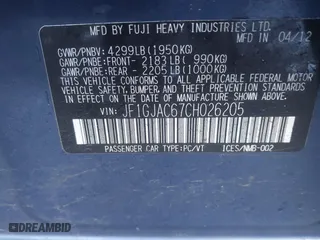 MFD BY FUJI HEAVY INDUSTRIES LTD.
04/12
GVWR/PNBV: 4299LB (1950KG)
GAWR/PNBE:FRONT- 2183LB ( 990KG)
GAWR/PNBE:REAR - 2205LB (1000KG)
THIS VEHICLE CONFORMS TO ALL APPLICABLE FEDERAL
MOTOR VEHICLE SAFETY, BUMPER, AND THEFT
PREVENTION STANDARDS IN EFFECT ON THE DATE OF
MANUFACTURE SHOWN ABOVE.
VIN: JF1GJAC67CH026205
PASSENGER CAR TYPE:PC/VT ICES/NMB-002
DREAMBID